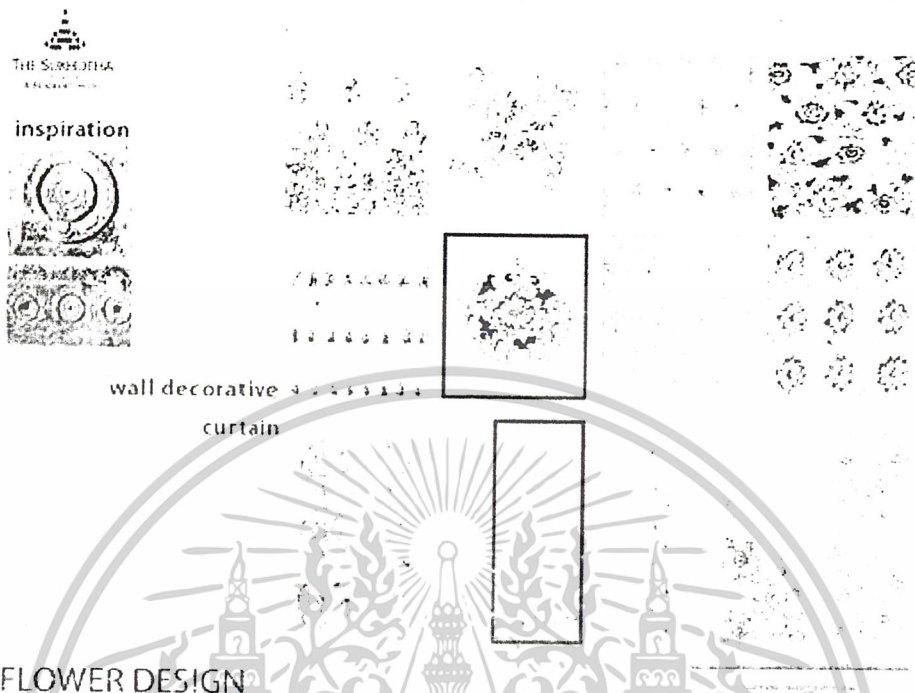 THE SUKHOTHAI
inspiration
wall decorative
curtain
FLOWER DESIGN